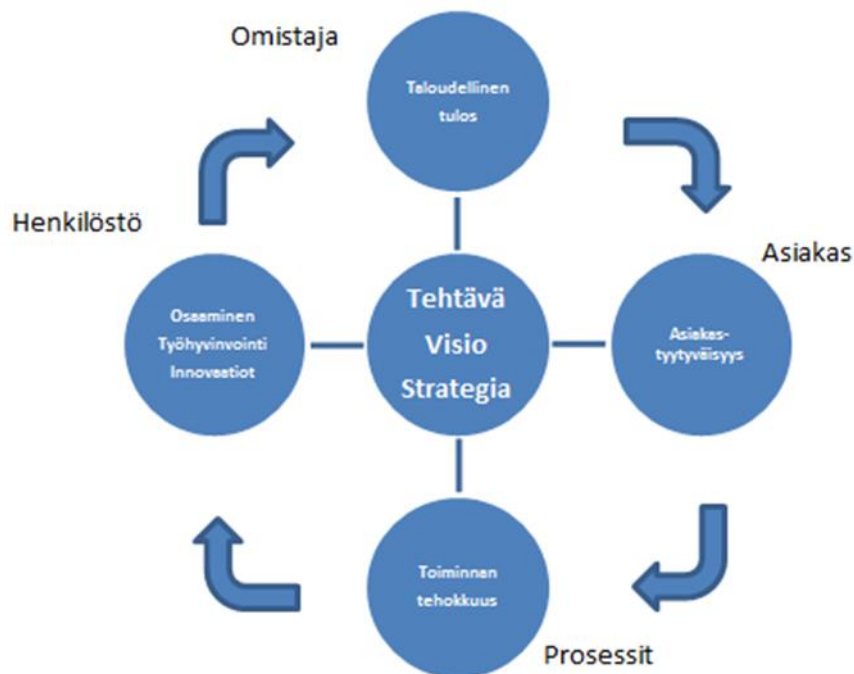 Omistaja
Taloudellinen
tulos
Henkilöstö
Asiakas
Osaaminen
Työhyvinvointi
Innovaatiot
Tehtävä
Visio
Strategia
Asiakas-
tyytyväisyys
Toiminnan
tehokkuus
Prosessit